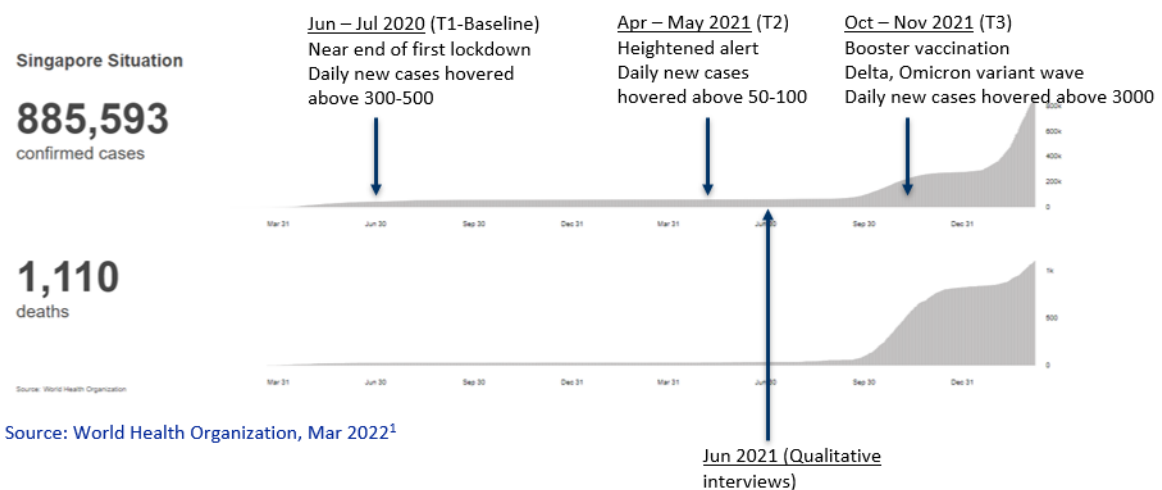 Jun – Jul 2020 (T1-Baseline)
Near end of first lockdown
Daily new cases hovered
above 300-500
Apr – May 2021 (T2)
Heightened alert
Daily new cases
hovered above 50-100
Oct – Nov 2021 (T3)
Booster vaccination
Delta, Omicron variant wave
Daily new cases hovered above 3000
Singapore Situation
885,593
confirmed cases
800k
600k
400k
200k
0
Mar 31 Jun 30 Sep 30 Dec 31 Mar 31 Jun 30 Sep 30 Dec 31
1,110
deaths
1k
500
0
Mar 31 Jun 30 Sep 30 Dec 31 Mar 31 Jun 30 Sep 30 Dec 31
Source: World Health Organization
Source: World Health Organization, Mar 2022¹
Jun 2021 (Qualitative
interviews)